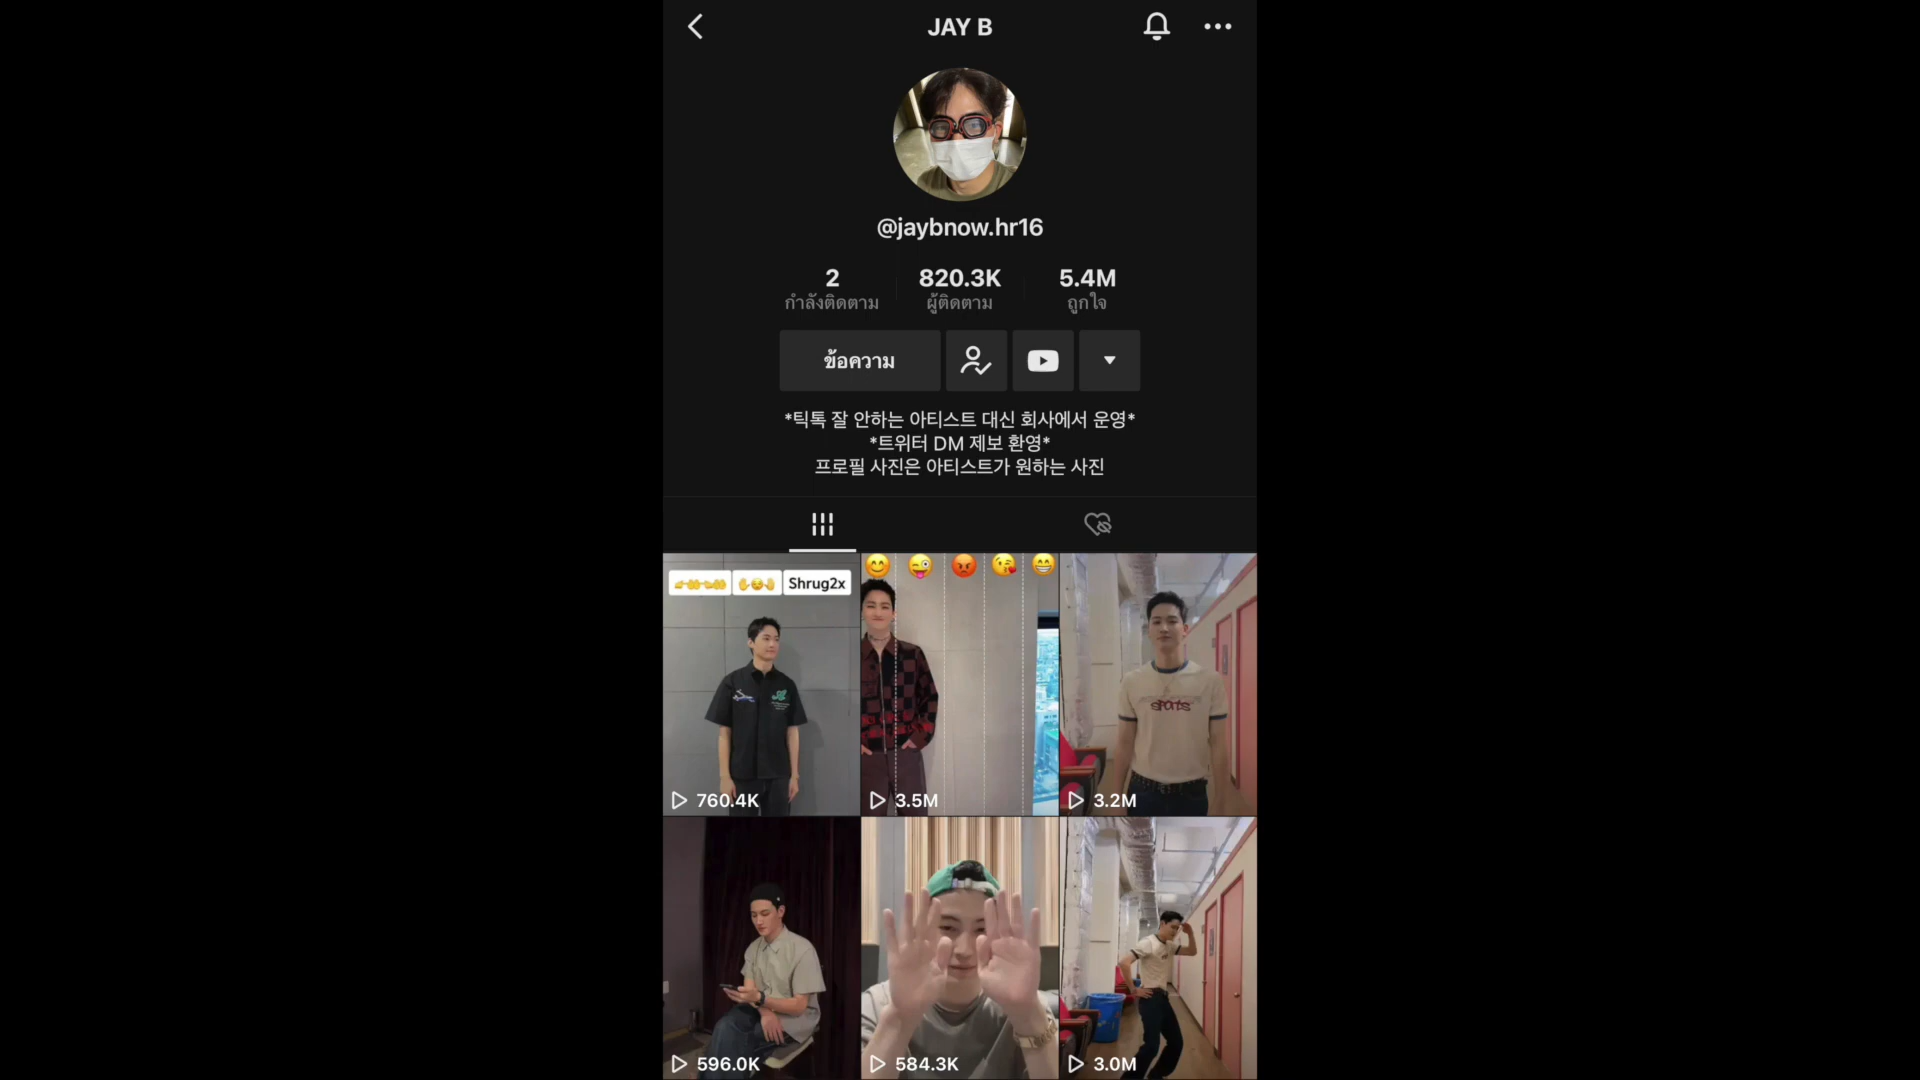 JAY B
@jaybnow.hr16
2 820.3K 5.4M
กำลังติดตาม ผู้ติดตาม ถูกใจ
ข้อความ
*틱톡 잘 안하는 아티스트 대신 회사에서 운영*
*트위터 DM 제보 환영*
프로필 사진은 아티스트가 원하는 사진
Shrug2x
sPoRts
760.4K 3.5M 3.2M
596.0K 584.3K 3.0M